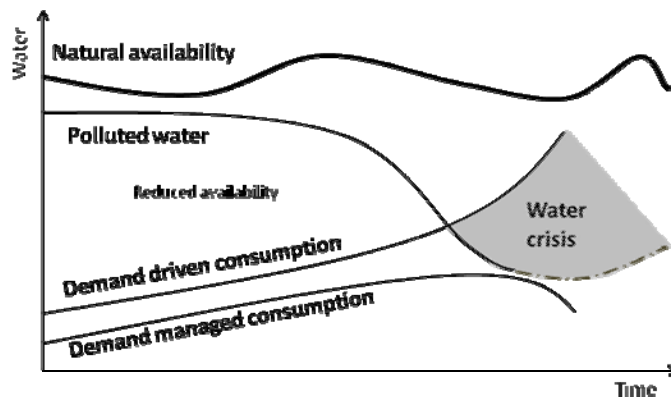 Water
Natural availability
Polluted water
Reduced availability
Water
crisis
Demand driven consumption
Demand managed consumption
Time